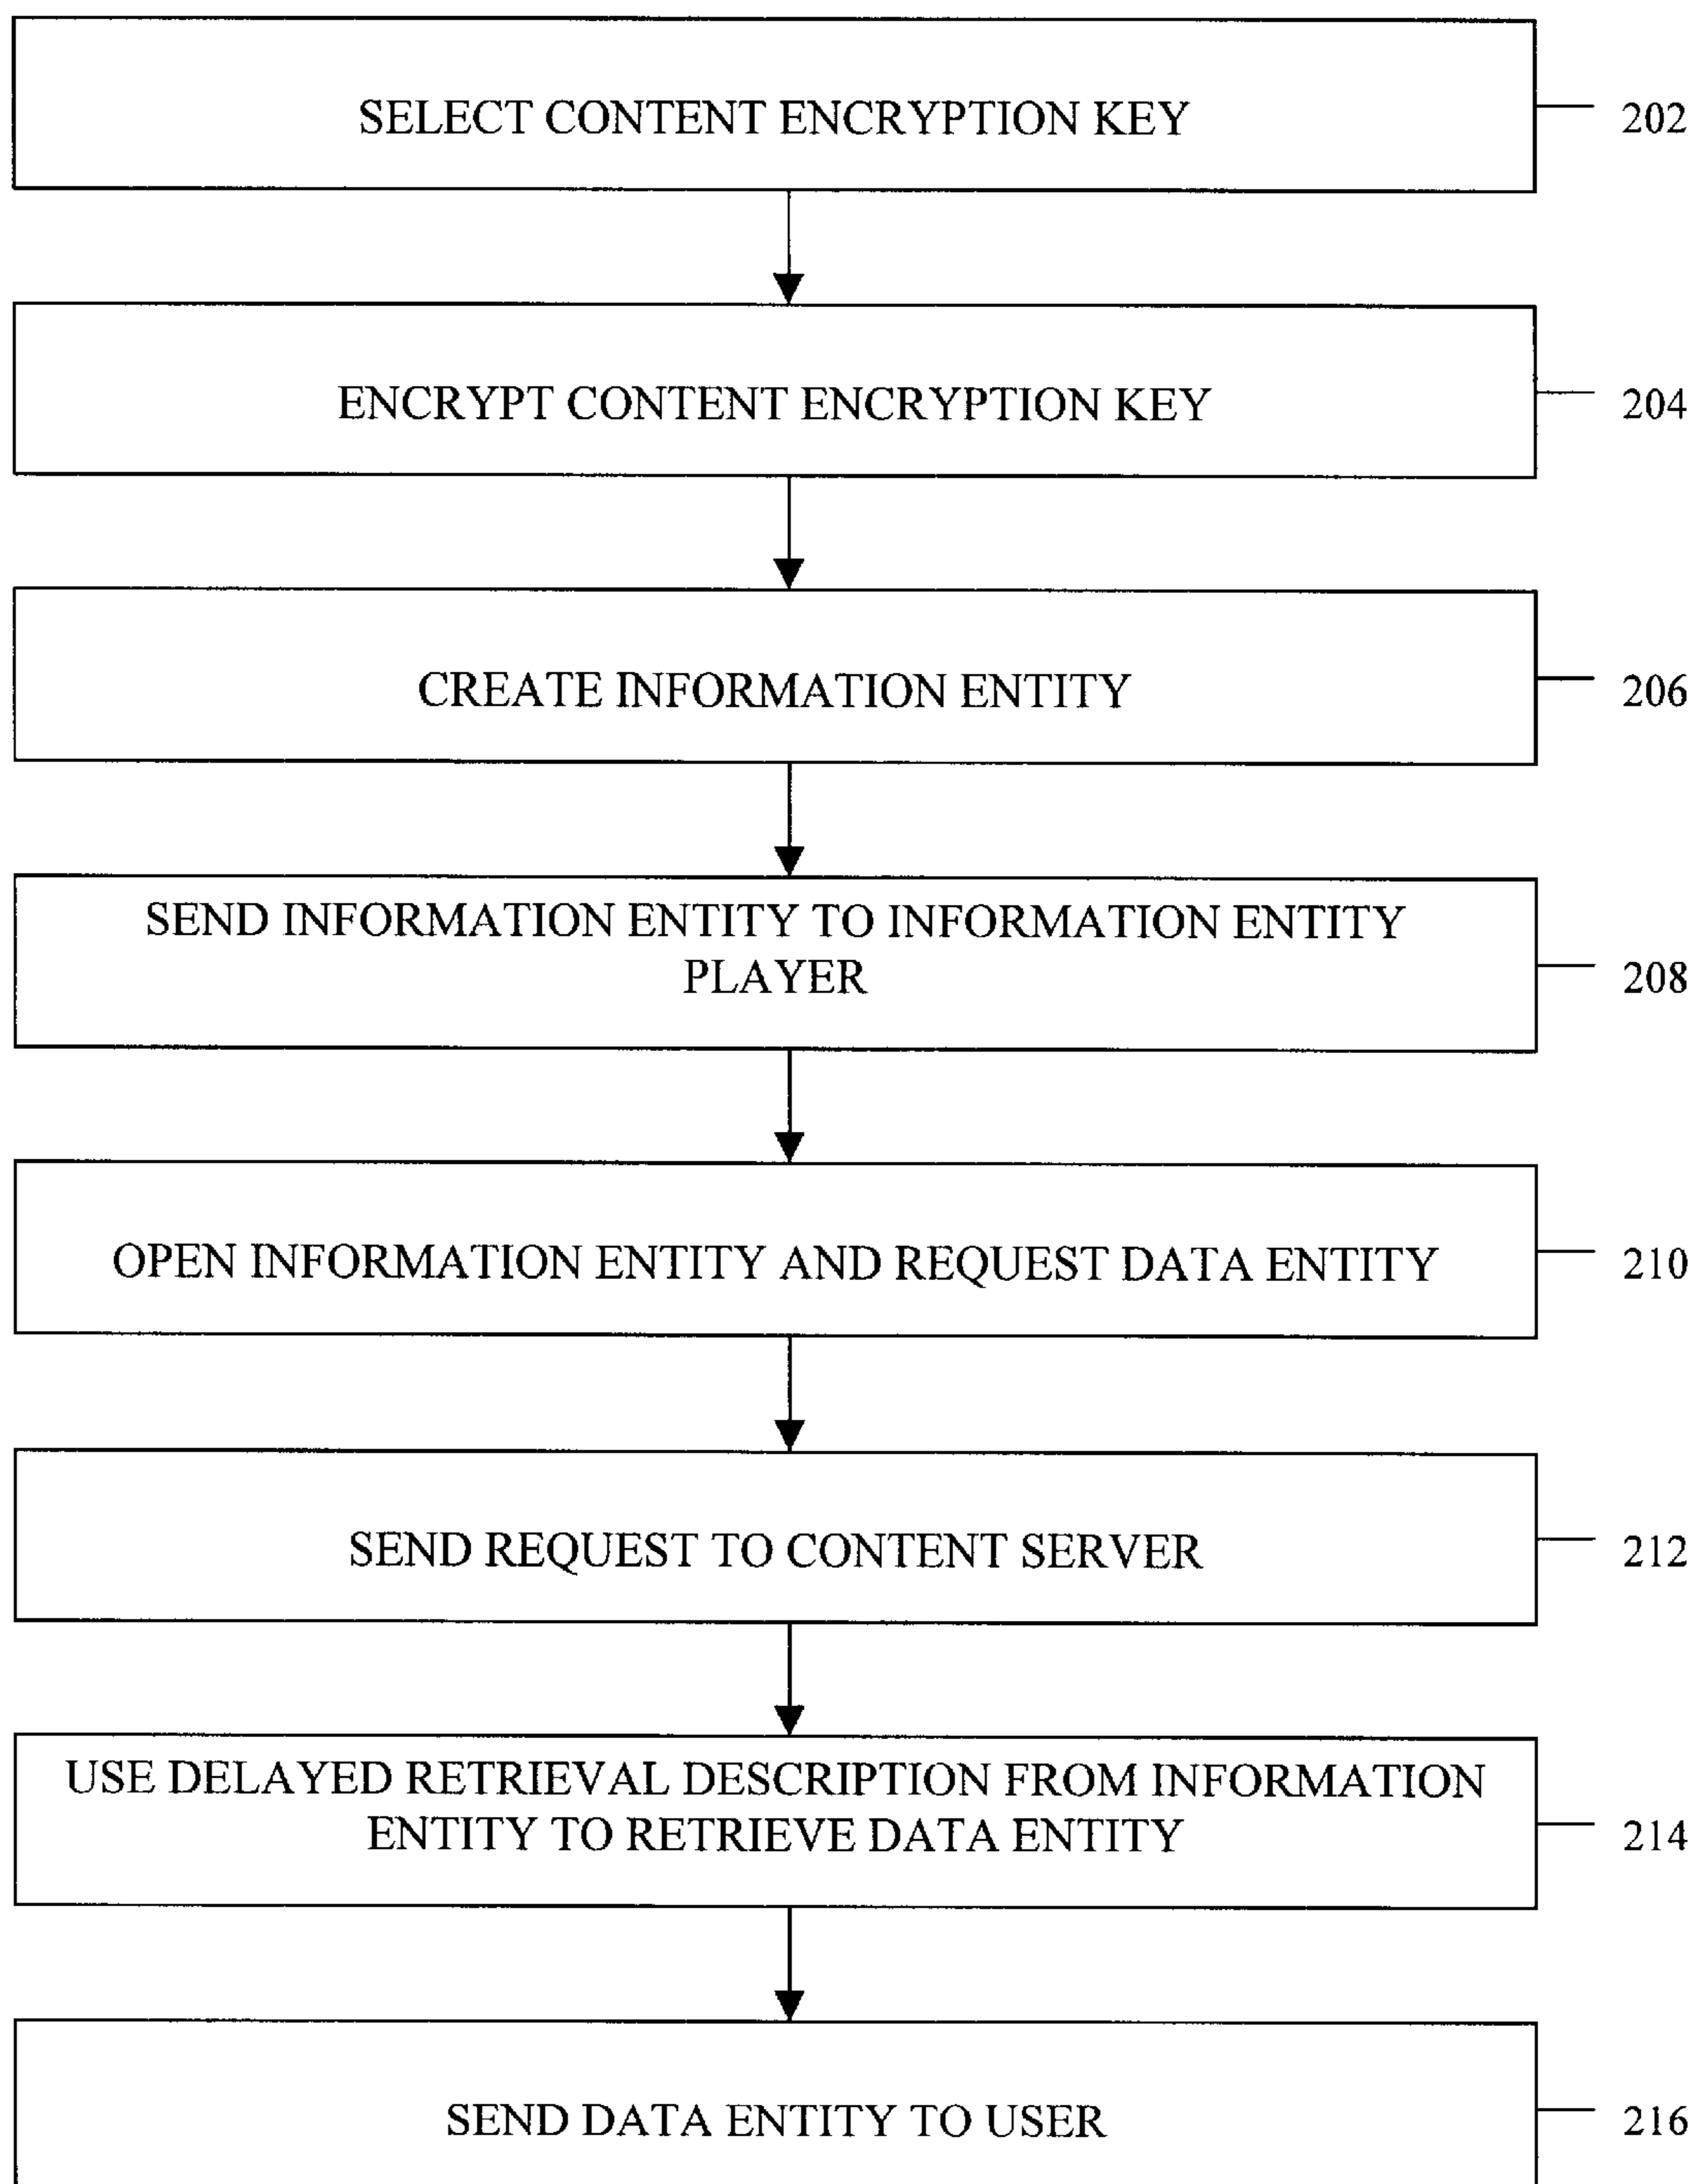 SELECT CONTENT ENCRYPTION KEY
202
ENCRYPT CONTENT ENCRYPTION KEY
204
CREATE INFORMATION ENTITY
206
SEND INFORMATION ENTITY TO INFORMATION ENTITY
PLAYER
208
OPEN INFORMATION ENTITY AND REQUEST DATA ENTITY
210
SEND REQUEST TO CONTENT SERVER
212
USE DELAYED RETRIEVAL DESCRIPTION FROM INFORMATION
ENTITY TO RETRIEVE DATA ENTITY
214
SEND DATA ENTITY TO USER
216